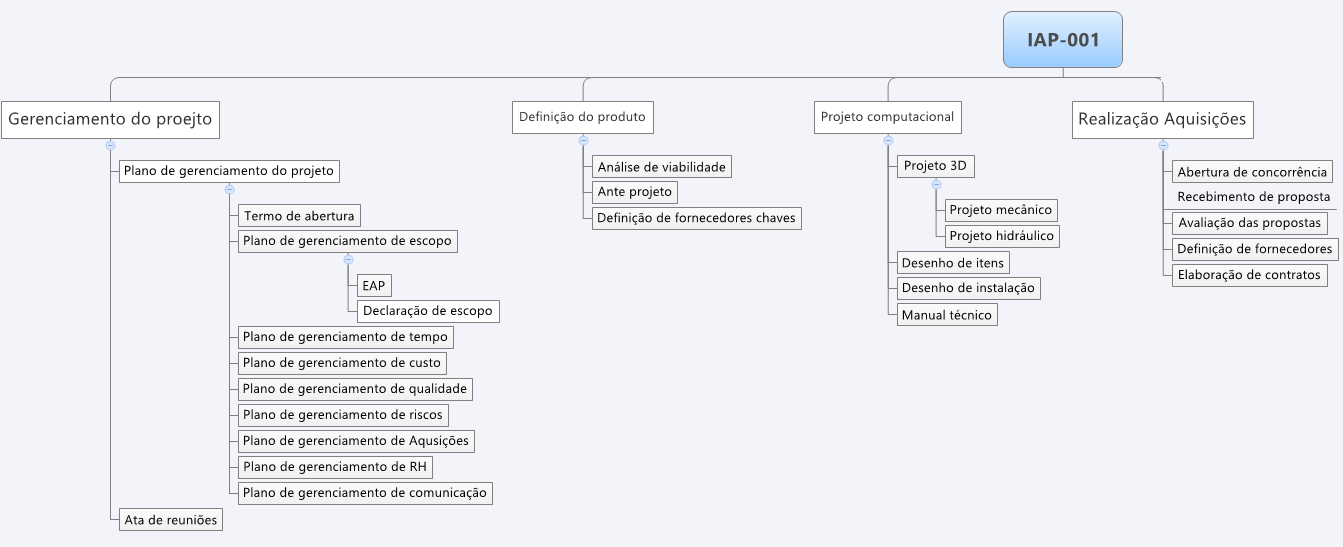 IAP-001
Gerenciamento do proejto
Plano de gerenciamento do projeto
Termo de abertura
Plano de gerenciamento de escopo
EAP
Declaração de escopo
Plano de gerenciamento de tempo
Plano de gerenciamento de custo
Plano de gerenciamento de qualidade
Plano de gerenciamento de riscos
Plano de gerenciamento de Aqusições
Plano de gerenciamento de RH
Plano de gerenciamento de comunicação
Ata de reuniões
Definição do produto
Análise de viabilidade
Ante projeto
Definição de fornecedores chaves
Projeto computacional
Projeto 3D
Projeto mecânico
Projeto hidráulico
Desenho de itens
Desenho de instalação
Manual técnico
Realização Aquisições
Abertura de concorrência
Recebimento de proposta
Avaliação das propostas
Definição de fornecedores
Elaboração de contratos